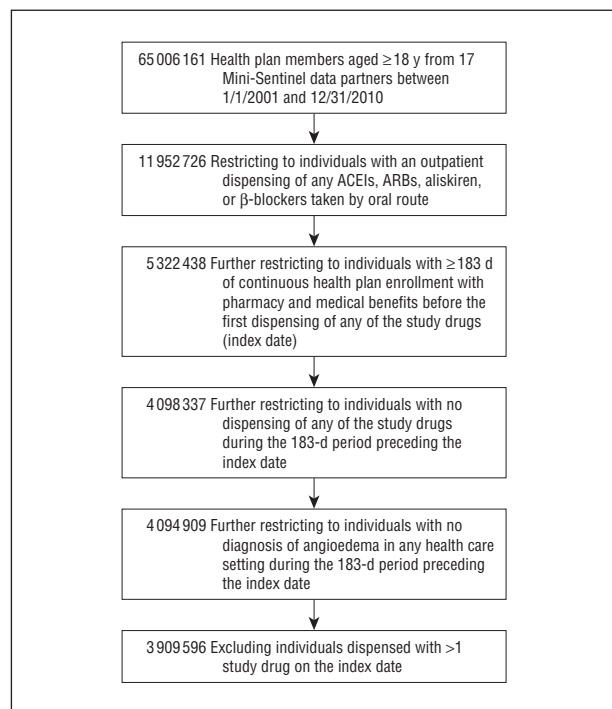 65 006 161 Health plan members aged ≥18 y from 17
Mini-Sentinel data partners between
1/1/2001 and 12/31/2010
11 952 726 Restricting to individuals with an outpatient
dispensing of any ACEIs, ARBs, aliskiren,
or β-blockers taken by oral route
5 322 438 Further restricting to individuals with ≥183 d
of continuous health plan enrollment with
pharmacy and medical benefits before the
first dispensing of any of the study drugs
(index date)
4 098 337 Further restricting to individuals with no
dispensing of any of the study drugs
during the 183-d period preceding the
index date
4 094 909 Further restricting to individuals with no
diagnosis of angioedema in any health care
setting during the 183-d period preceding
the index date
3 909 596 Excluding individuals dispensed with >1
study drug on the index date